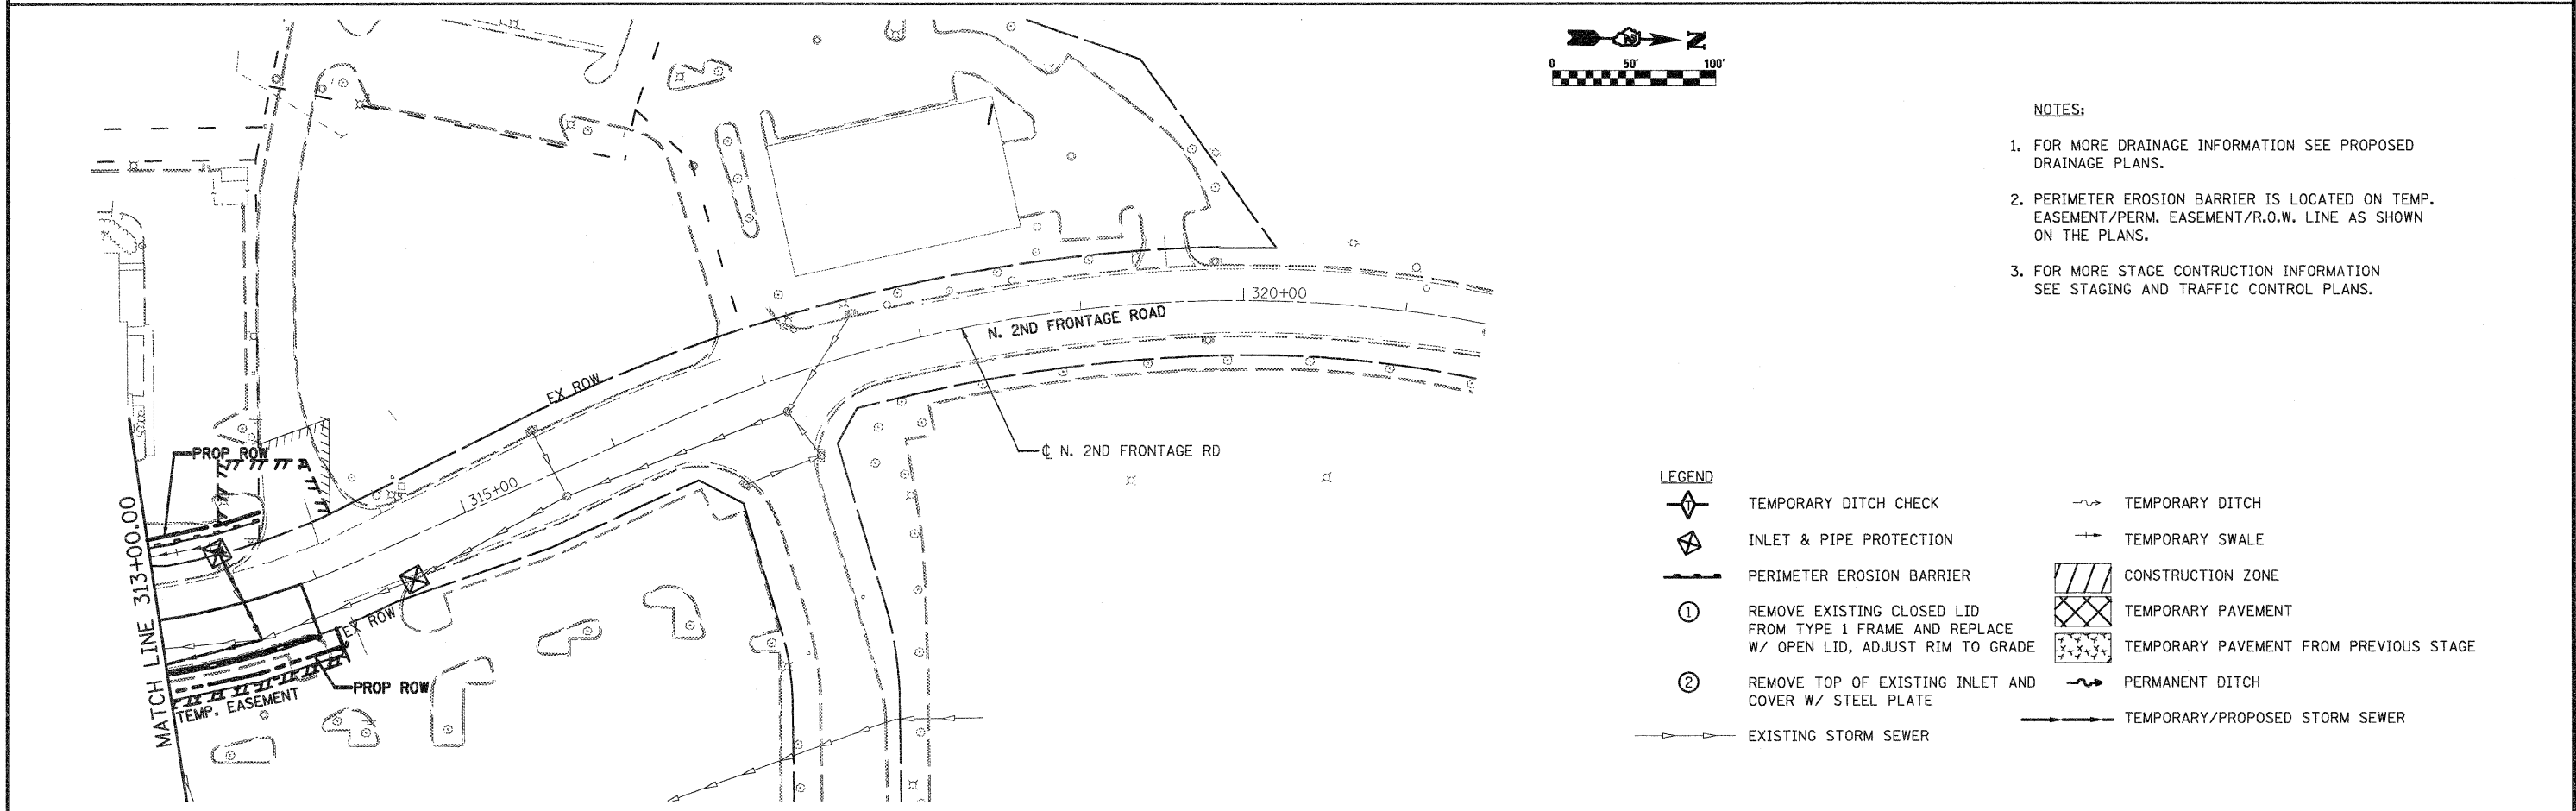 N
0 50' 100'
NOTES:
1. FOR MORE DRAINAGE INFORMATION SEE PROPOSED
DRAINAGE PLANS.
2. PERIMETER EROSION BARRIER IS LOCATED ON TEMP.
EASEMENT/PERM. EASEMENT/R.O.W. LINE AS SHOWN
ON THE PLANS.
3. FOR MORE STAGE CONTRUCTION INFORMATION
SEE STAGING AND TRAFFIC CONTROL PLANS.
320+00
N. 2ND FRONTAGE ROAD
EX ROW
℄ N. 2ND FRONTAGE RD
PROP ROW
315+00
MATCH LINE 313+00.00
EX ROW
PROP ROW
TEMP. EASEMENT
LEGEND
T
TEMPORARY DITCH CHECK
INLET & PIPE PROTECTION
PERIMETER EROSION BARRIER
1
REMOVE EXISTING CLOSED LID
FROM TYPE 1 FRAME AND REPLACE
W/ OPEN LID, ADJUST RIM TO GRADE
2
REMOVE TOP OF EXISTING INLET AND
COVER W/ STEEL PLATE
EXISTING STORM SEWER
TEMPORARY DITCH
TEMPORARY SWALE
CONSTRUCTION ZONE
TEMPORARY PAVEMENT
TEMPORARY PAVEMENT FROM PREVIOUS STAGE
PERMANENT DITCH
TEMPORARY/PROPOSED STORM SEWER